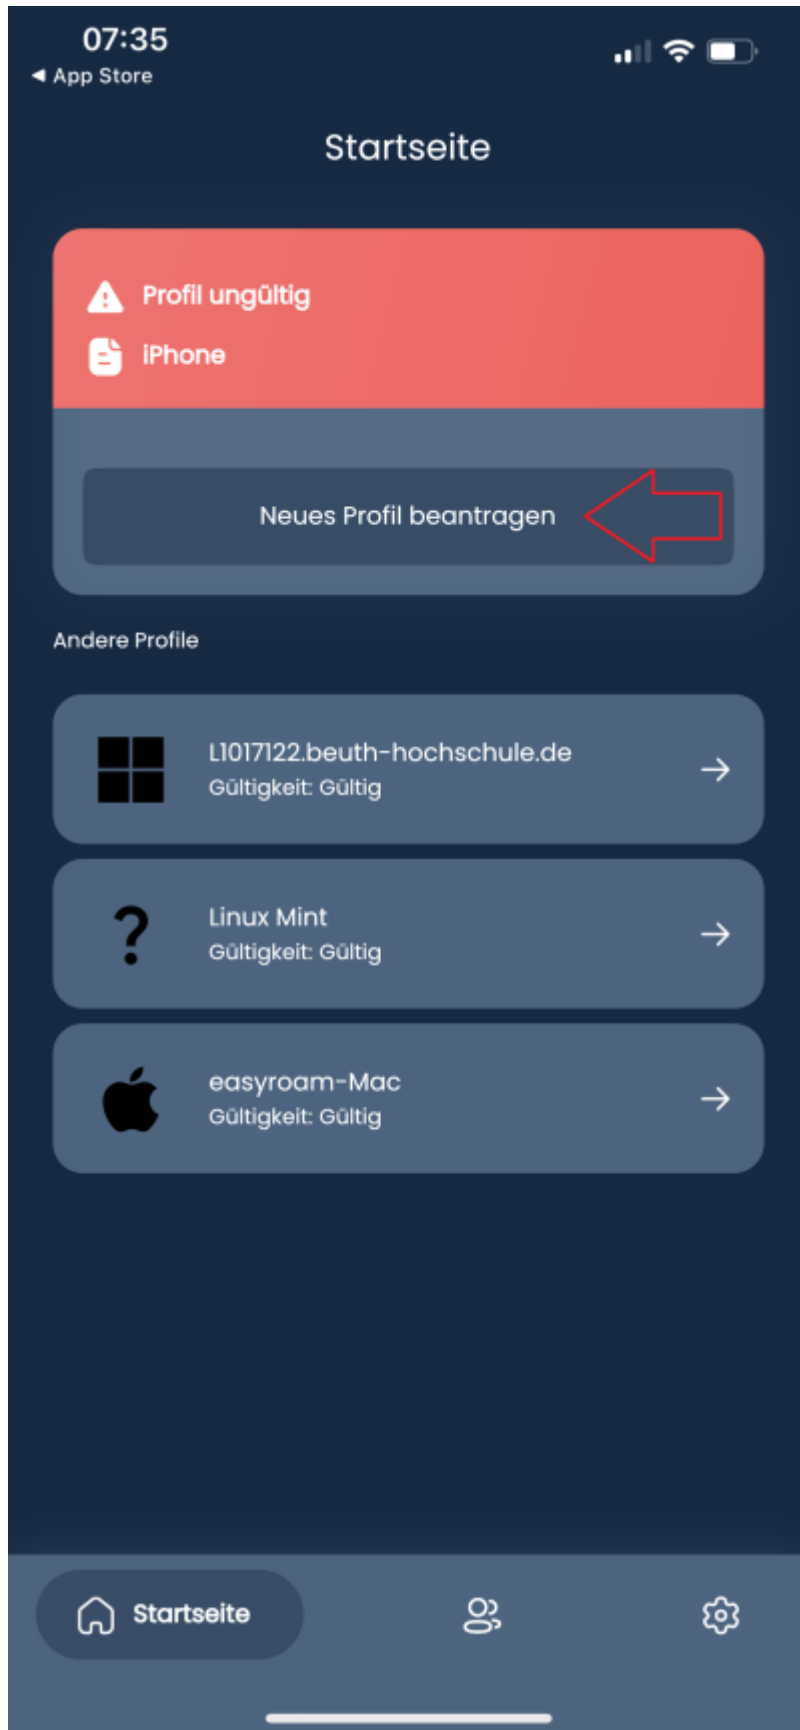 07:35
◀ App Store
Startseite
Profil ungültig
iPhone
Neues Profil beantragen
Andere Profile
L1017122.beuth-hochschule.de
Gültigkeit: Gültig
Linux Mint
Gültigkeit: Gültig
easyroam-Mac
Gültigkeit: Gültig
Startseite